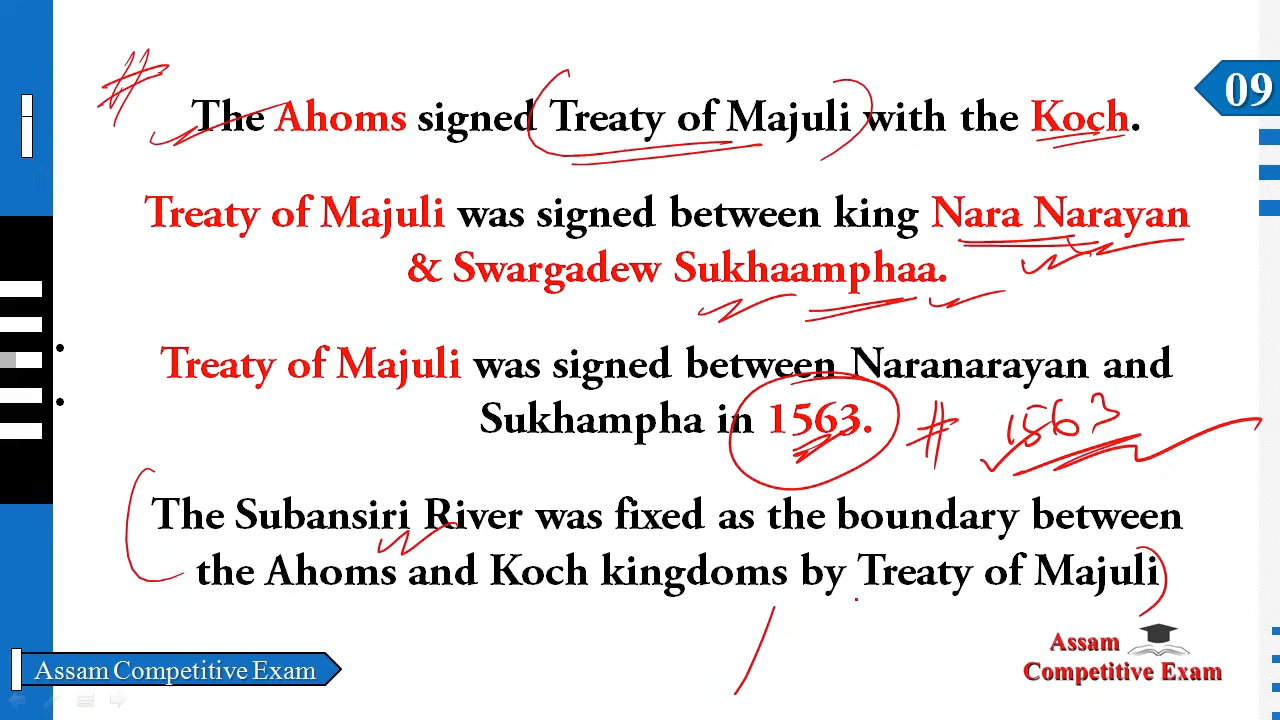 09
The Ahoms signed Treaty of Majuli with the Koch.
Treaty of Majuli was signed between king Nara Narayan
& Swargadew Sukhaamphaa.
Treaty of Majuli was signed between Naranarayan and
Sukhampha in 1563.
# 1563
The Subansiri River was fixed as the boundary between
the Ahoms and Koch kingdoms by Treaty of Majuli
Assam Competitive Exam
Assam
Competitive Exam